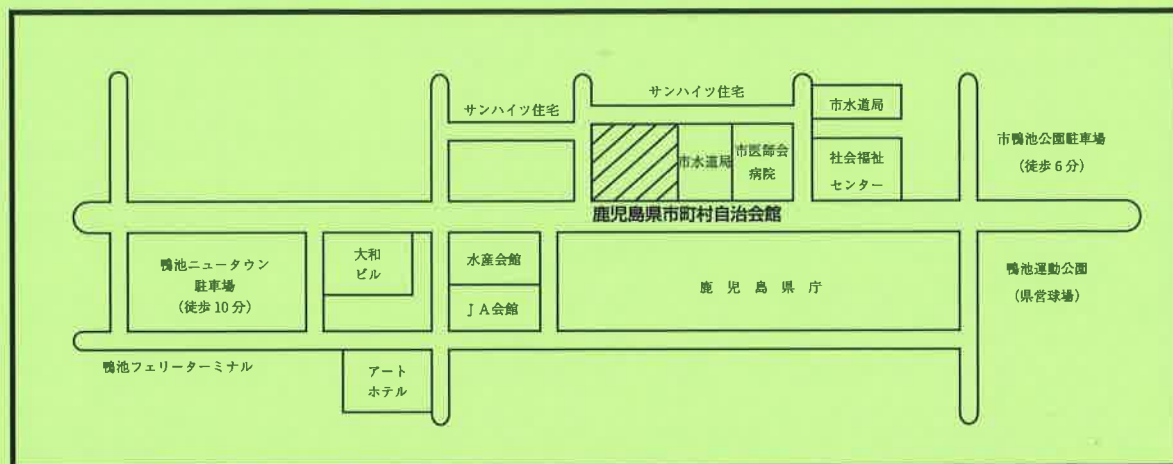 サンハイツ住宅
サンハイツ住宅
市水道局
市鴨池公園駐車場
(徒歩6分)
市水道局
市医師会
病院
社会福祉
センター
鹿児島県市町村自治会館
鴨池ニュータウン
駐車場
(徒歩10分)
大和
ビル
水産会館
JA会館
鹿児島県庁
鴨池運動公園
(県営球場)
鴨池フェリーターミナル
アート
ホテル